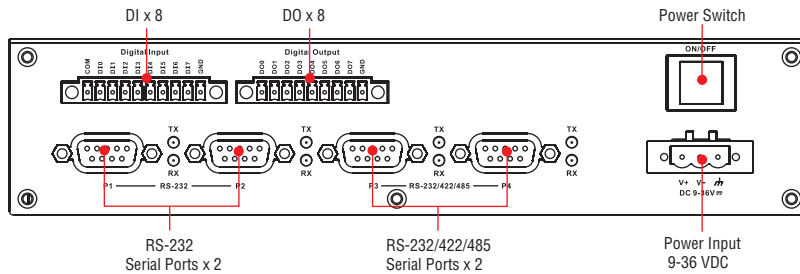 DI x 8
DO x 8
Power Switch
Digital Input
Digital Output
ON/OFF
COM DI0 DI1 DI2 DI3 DI4 DI5 DI6 DI7 GND
DO0 DO1 DO2 DO3 DO4 DO5 DO6 DO7 GND
TX
TX
TX
TX
RX
RX
RX
RX
P1 RS-232 P2
P3 RS-232/422/485 P4
V+ V-
DC 9-36V
RS-232
Serial Ports x 2
RS-232/422/485
Serial Ports x 2
Power Input
9-36 VDC